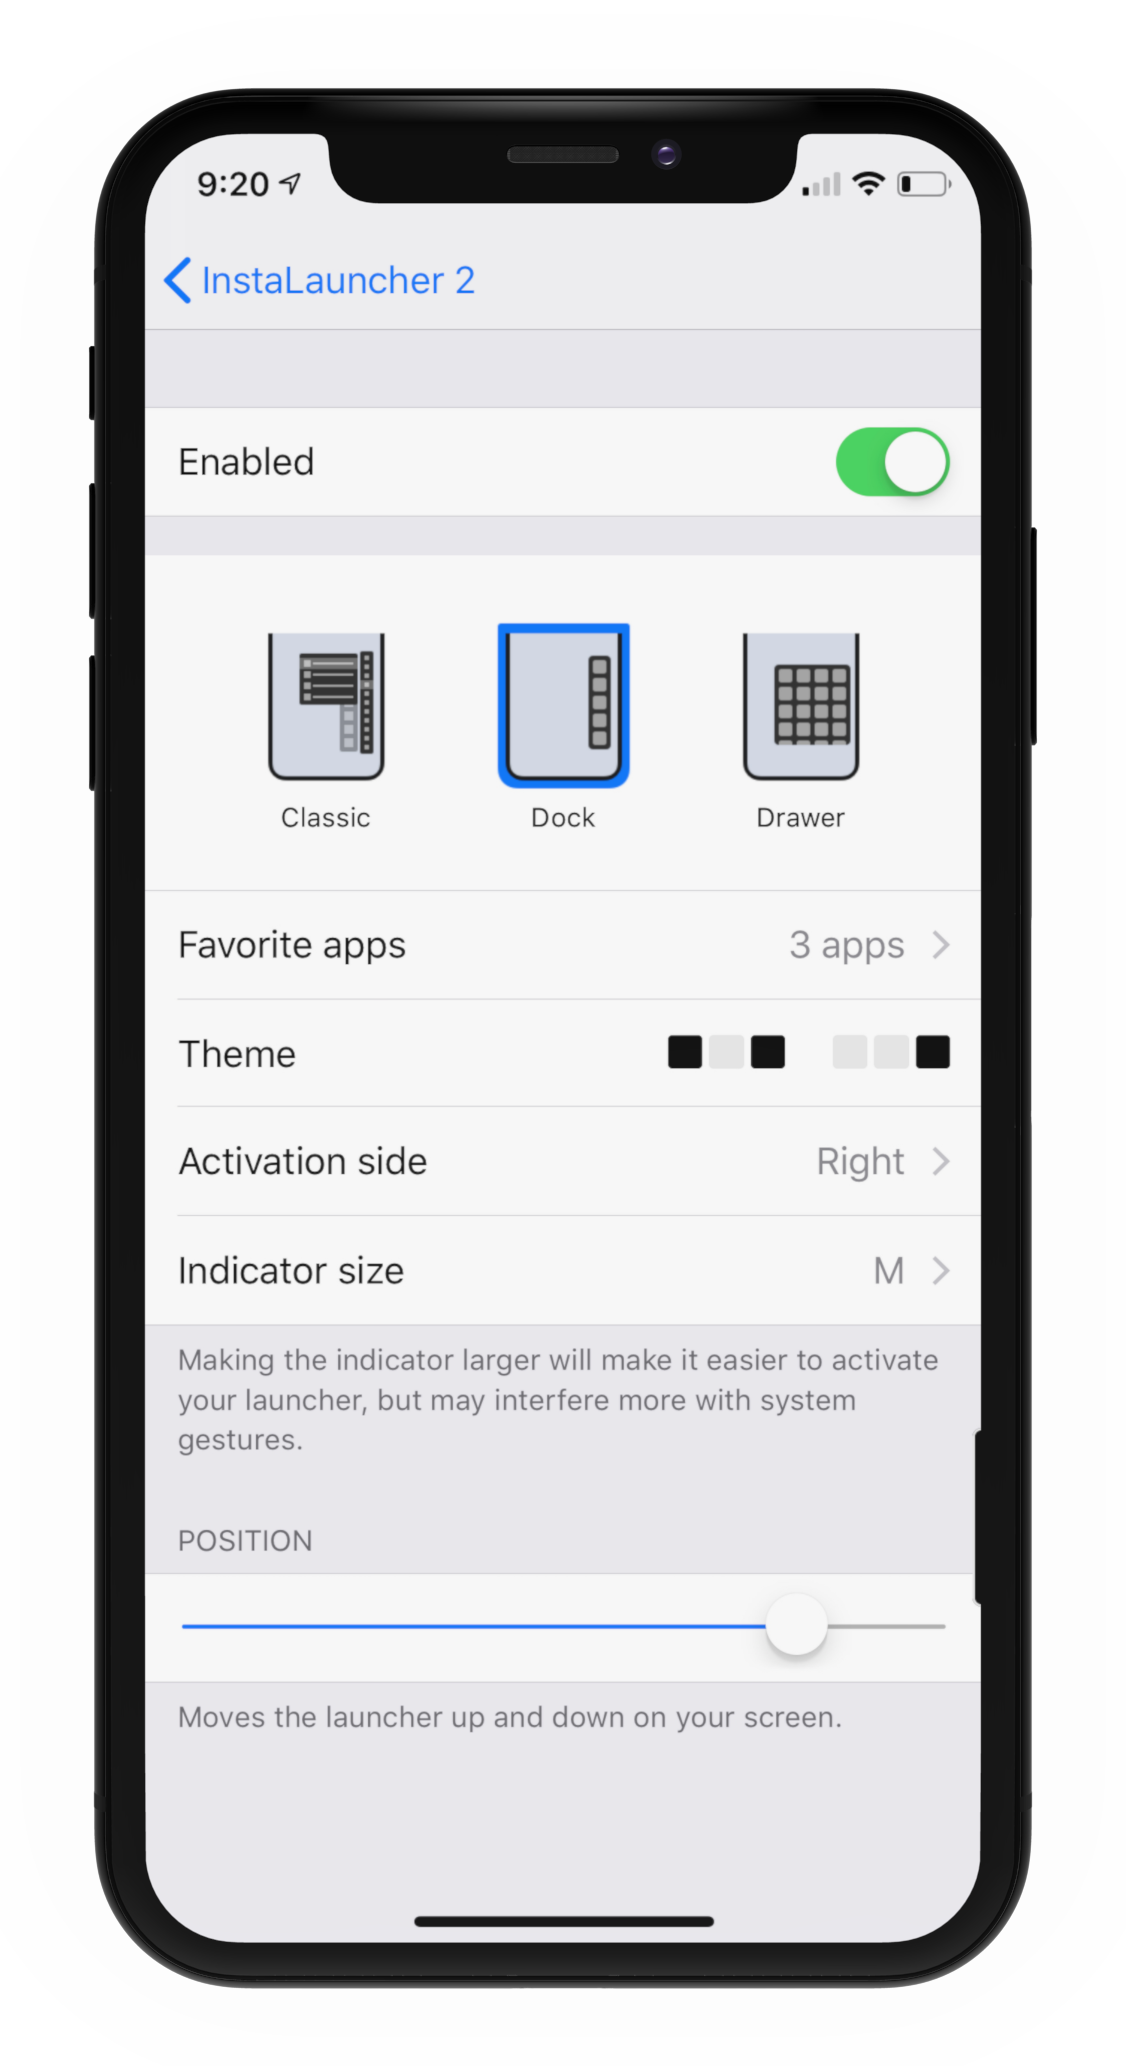 9:20
InstaLauncher 2
Enabled
Classic Dock Drawer
Favorite apps 3 apps
Theme
Activation side Right
Indicator size M
Making the indicator larger will make it easier to activate
your launcher, but may interfere more with system
gestures.
POSITION
Moves the launcher up and down on your screen.